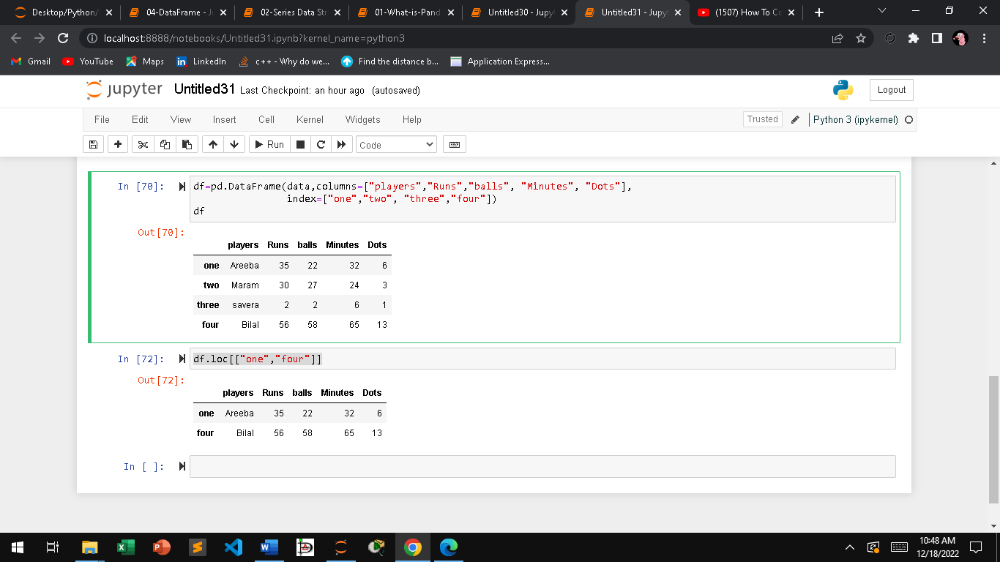 Desktop/Python/
04-DataFrame - Ju
02-Series Data Str
01-What-is-Pand
Untitled30 - Jupyt
Untitled31 - Jupyt
(1507) How To Co
localhost:8888/notebooks/Untitled31.ipynb?kernel_name=python3
Gmail
YouTube
Maps
LinkedIn
c++ - Why do we...
Find the distance b...
Application Express...
jupyter Untitled31 Last Checkpoint: an hour ago (autosaved)
Logout
File Edit View Insert Cell Kernel Widgets Help
Trusted
Python 3 (ipykernel)
Run
Code
In [70]:
df=pd.DataFrame(data,columns=["players","Runs","balls", "Minutes", "Dots"],
index=["one","two", "three","four"])
df
Out[70]:
players Runs balls Minutes Dots
one Areeba 35 22 32 6
two Maram 30 27 24 3
three savera 2 2 6 1
four Bilal 56 58 65 13
In [72]:
df.loc[["one","four"]]
Out[72]:
players Runs balls Minutes Dots
one Areeba 35 22 32 6
four Bilal 56 58 65 13
In [ ]:
10:48 AM
12/18/2022